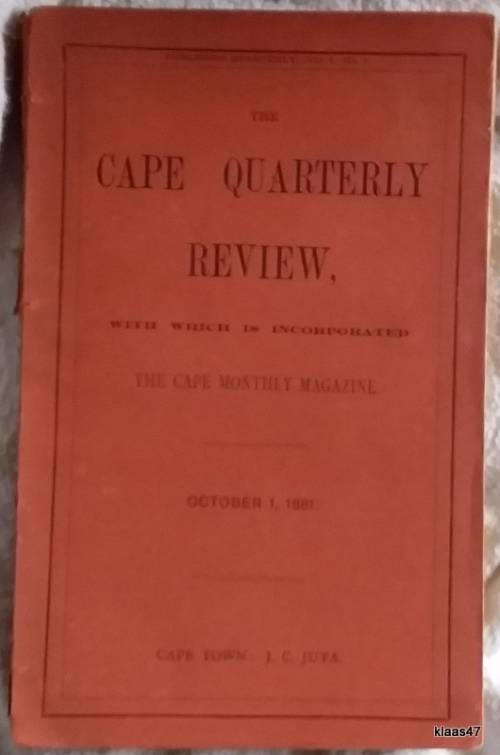 THE
CAPE QUARTERLY
REVIEW,
WITH WHICH IS INCORPORATED
THE CAPE MONTHLY MAGAZINE.
OCTOBER 1, 1881.
CAPE TOWN: J. C. JUTA.
klaas47